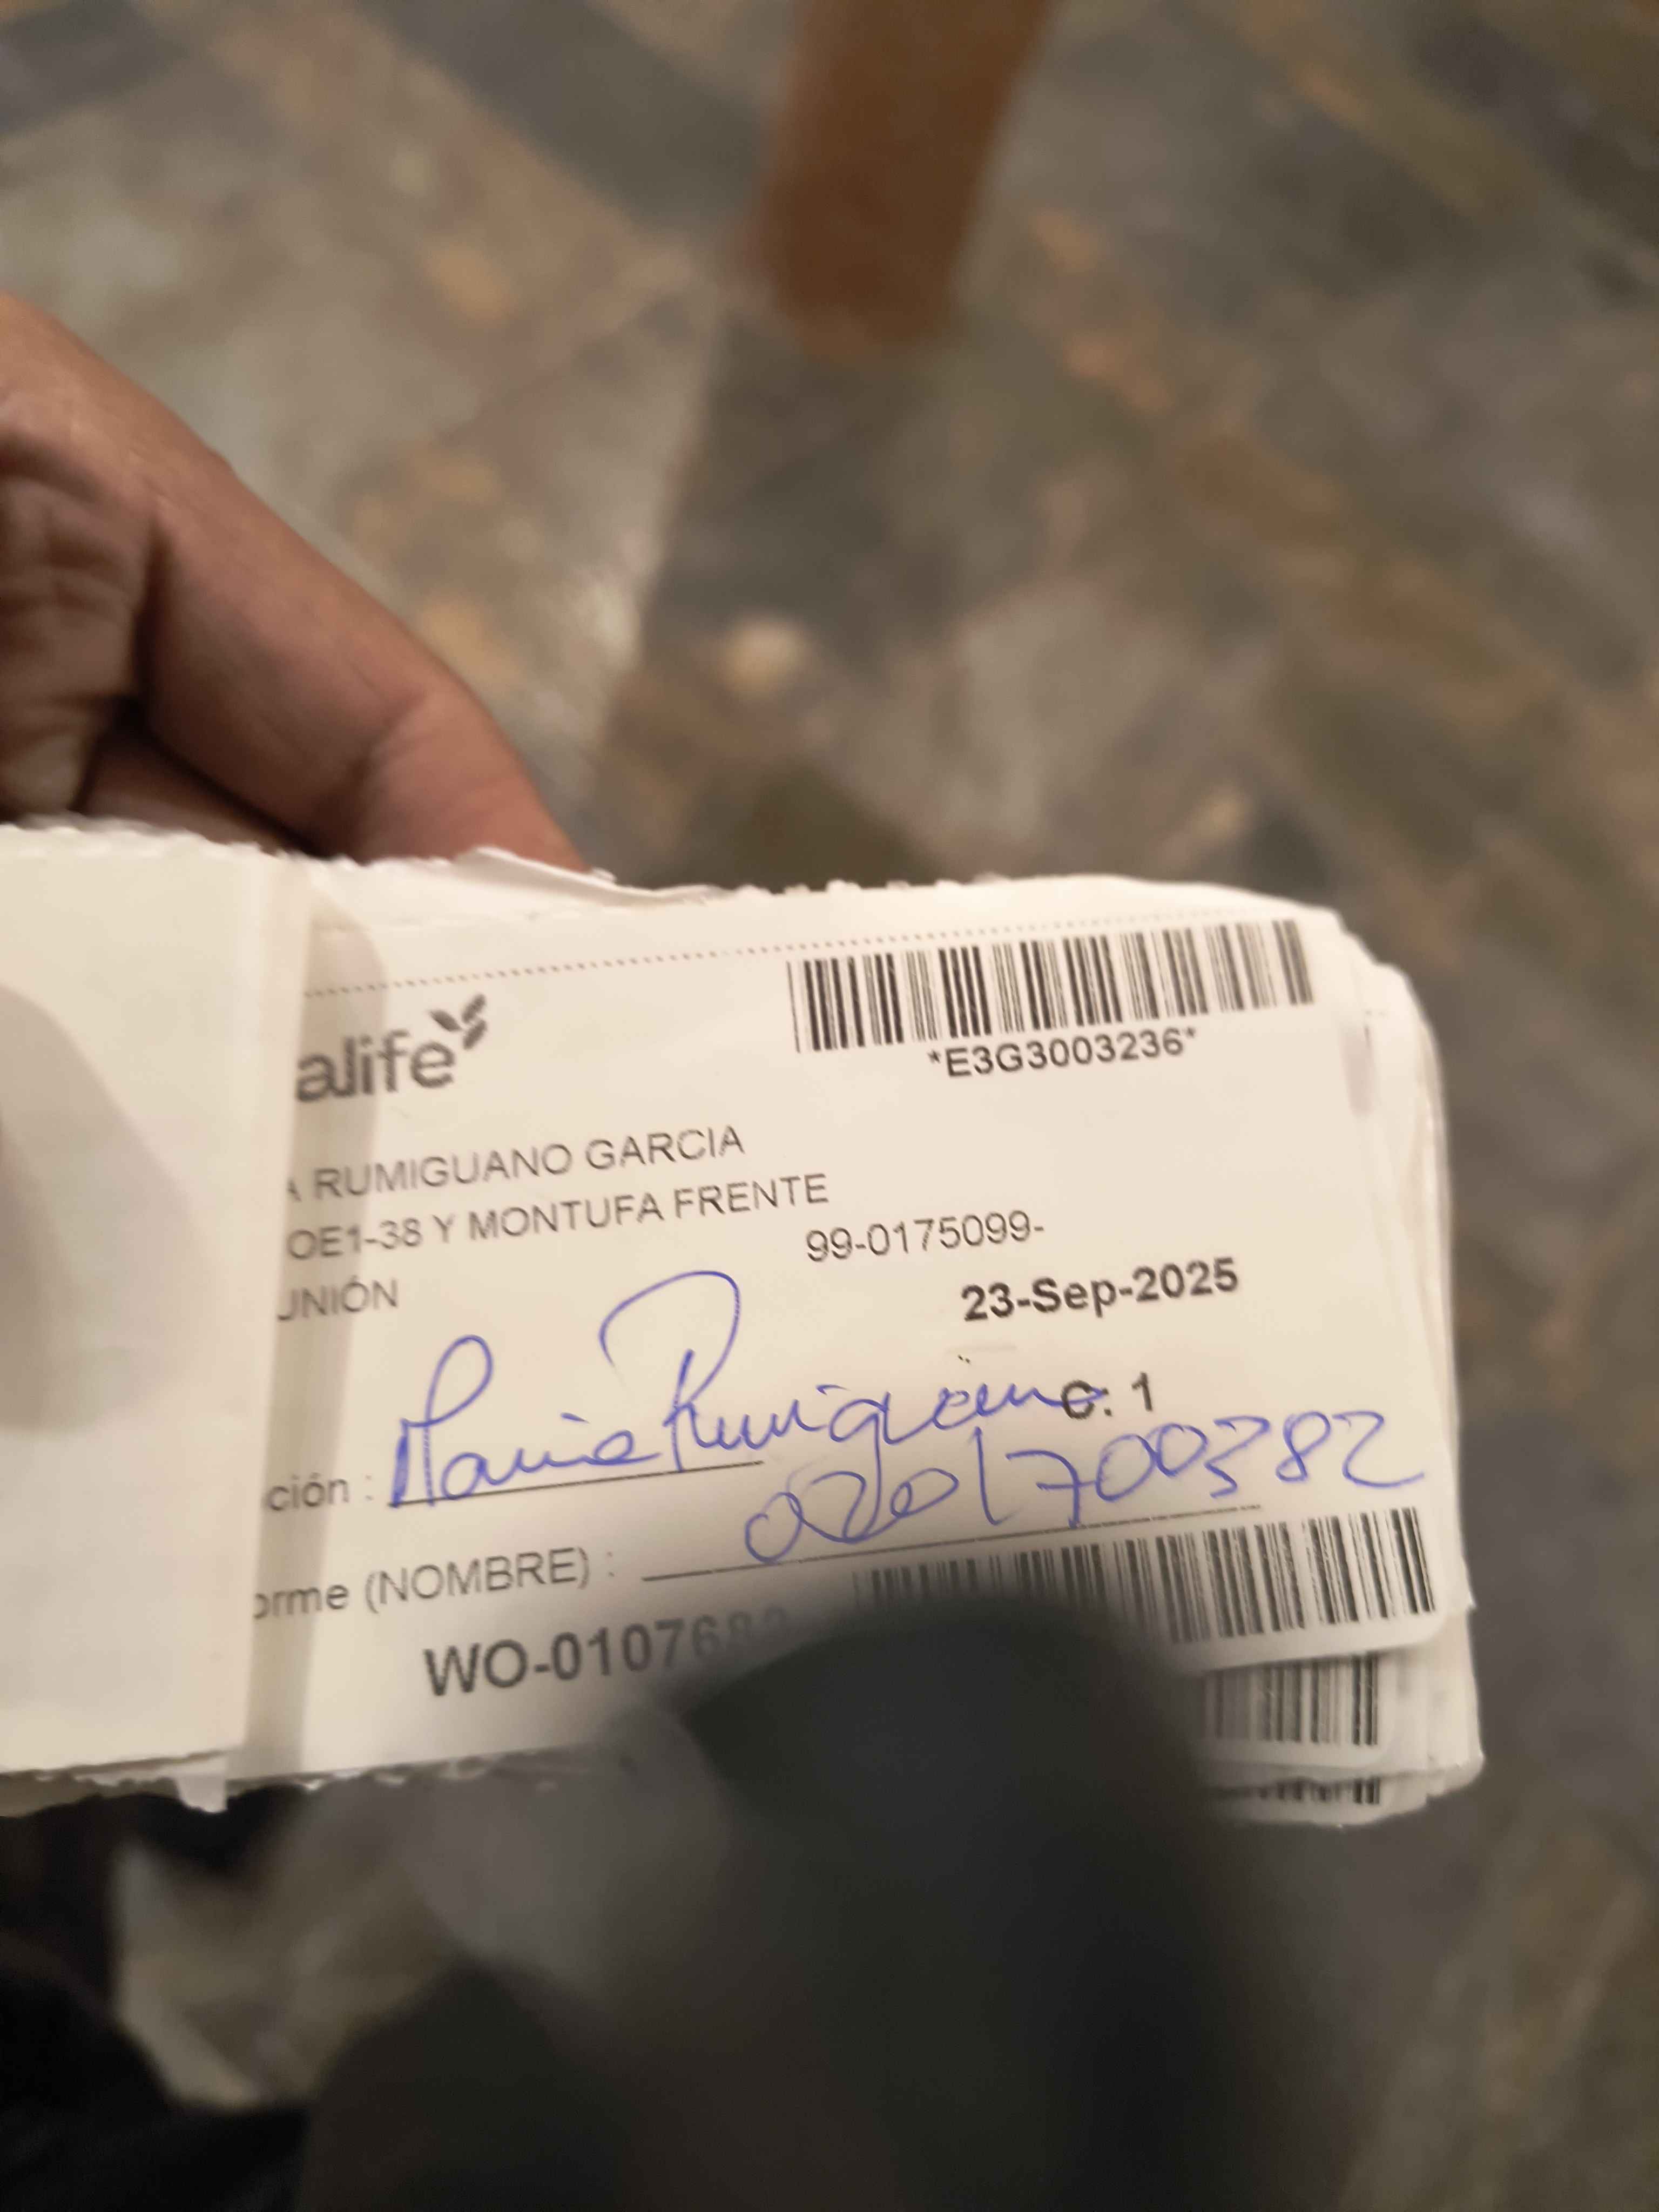 alife
*E3G3003236*
A RUMIGUANO GARCIA
OE1-38 Y MONTUFA FRENTE
99-0175099-
UNIÓN
23-Sep-2025
C: 1
ción : Maria Rumiguano
0201700382
orme (NOMBRE) :
WO-01076